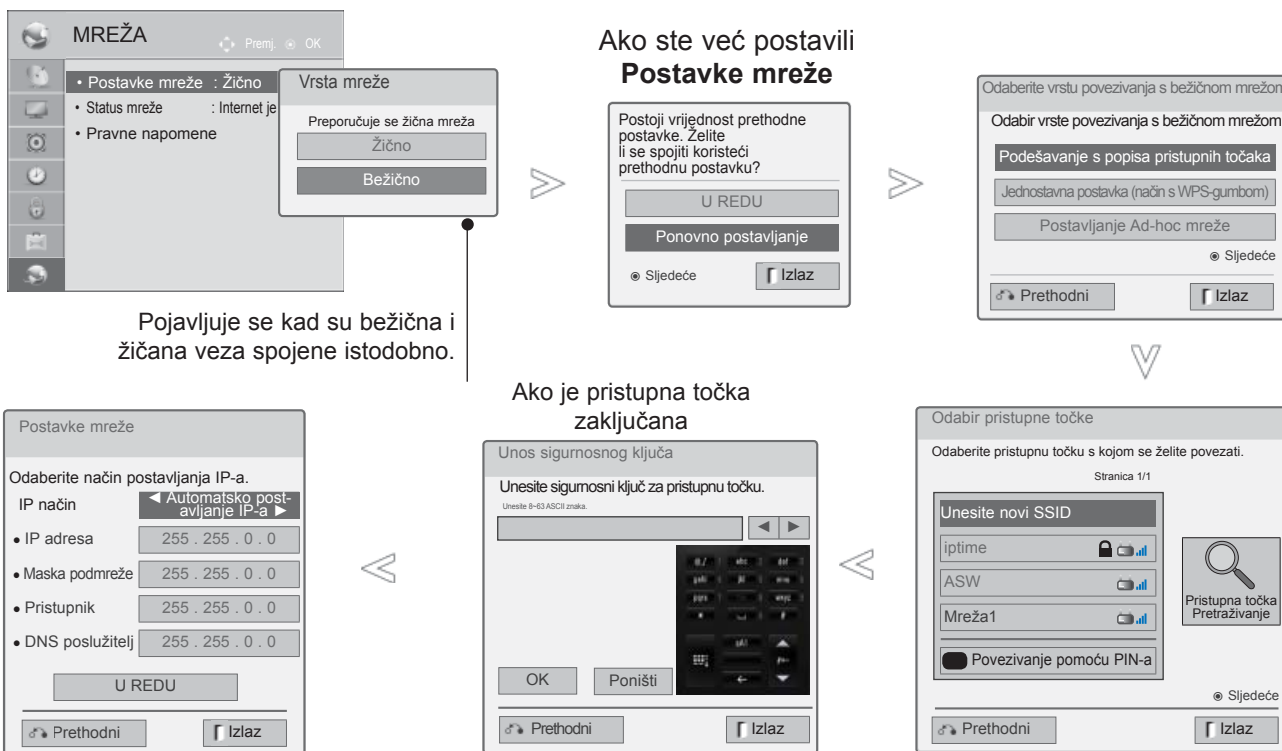 MREŽA
Premj. OK
• Postavke mreže : Žično
• Status mreže : Internet je
• Pravne napomene
Vrsta mreže
Preporučuje se žična mreža
Žično
Bežično
Pojavljuje se kad su bežična i
žičana veza spojene istodobno.
Ako ste već postavili
Postavke mreže
Postoji vrijednost prethodne
postavke. Želite
li se spojiti koristeći
prethodnu postavku?
U REDU
Ponovno postavljanje
Sljedeće
Izlaz
Odaberite vrstu povezivanja s bežičnom mrežom
Odabir vrste povezivanja s bežičnom mrežom
Podešavanje s popisa pristupnih točaka
Jednostavna postavka (način s WPS-gumbom)
Postavljanje Ad-hoc mreže
Sljedeće
Prethodni
Izlaz
Odabir pristupne točke
Odaberite pristupnu točku s kojom se želite povezati.
Stranica 1/1
Unesite novi SSID
iptime
ASW
Mreža1
Povezivanje pomoću PIN-a
Pristupna točka
Pretraživanje
Sljedeće
Prethodni
Izlaz
Ako je pristupna točka
zaključana
Unos sigurnosnog ključa
Unesite sigurnosni ključ za pristupnu točku.
Unesite 8~63 ASCII znaka.
OK
Poništi
Prethodni
Izlaz
Postavke mreže
Odaberite način postavljanja IP-a.
IP način
◄ Automatsko post-
avljanje IP-a ►
• IP adresa 255 . 255 . 0 . 0
• Maska podmreže 255 . 255 . 0 . 0
• Pristupnik 255 . 255 . 0 . 0
• DNS poslužitelj 255 . 255 . 0 . 0
U REDU
Prethodni
Izlaz